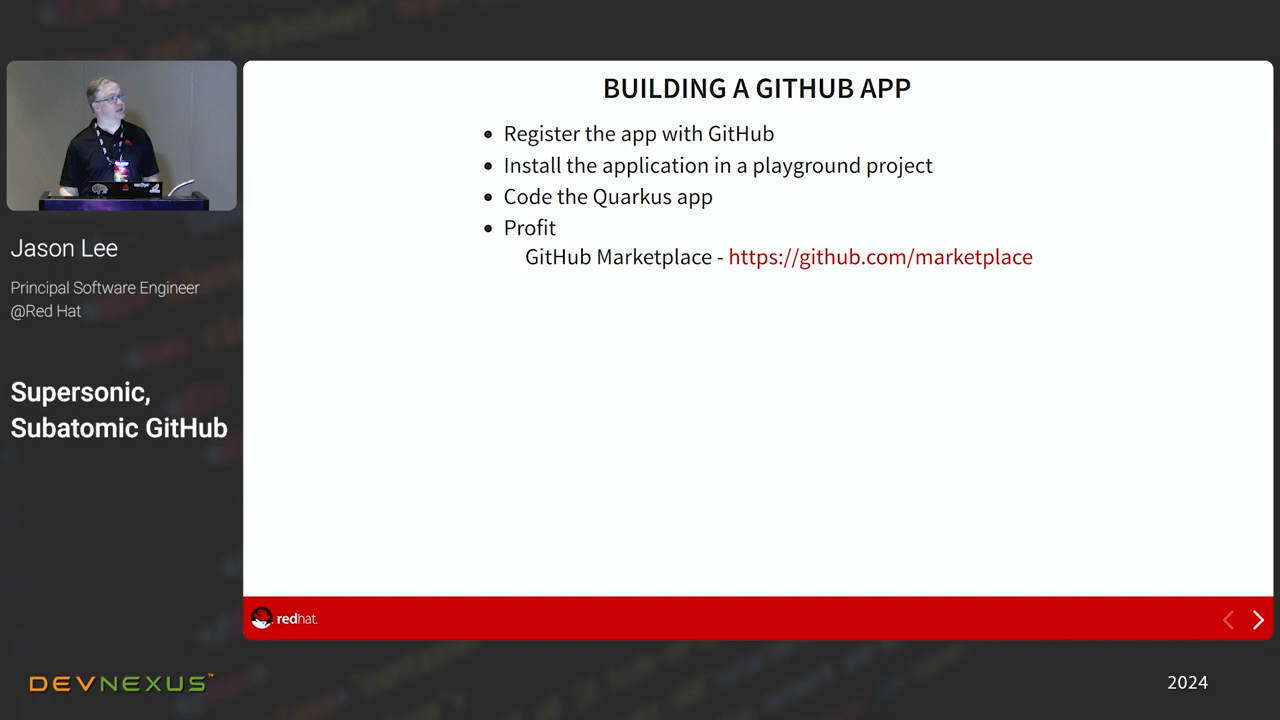 BUILDING A GITHUB APP
Register the app with GitHub
Install the application in a playground project
Code the Quarkus app
Profit
GitHub Marketplace - https://github.com/marketplace
Jason Lee
Principal Software Engineer
@Red Hat
Supersonic,
Subatomic GitHub
redhat.
DEVNEXUS™
2024